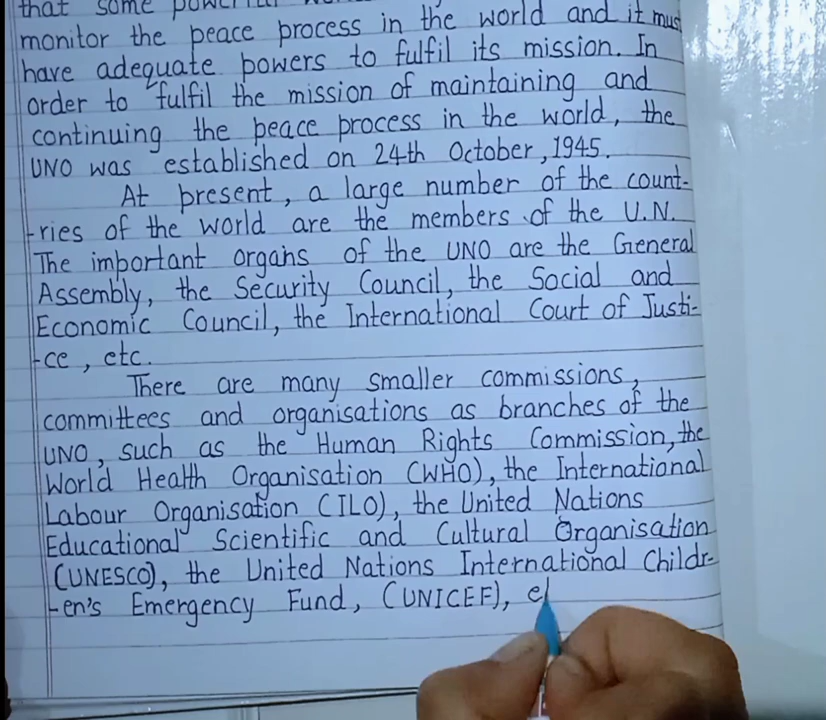 that some
monitor the peace process in the world and it must
have adequate powers to fulfil its mission. In
order to fulfil the mission of maintaining and
continuing the peace process in the world, the
UNO was established on 24th October, 1945.
At present, a large number of the count-
-ries of the world are the members of the U.N.
The important organs of the UNO are the General
Assembly, the Security Council, the Social and
Economic Council, the International Court of Justi-
-ce, etc.
There are many smaller commissions,
committees and organisations as branches of the
UNO, such as the Human Rights Commission, the
World Health Organisation (WHO), the International
Labour Organisation (ILO), the United Nations
Educational Scientific and Cultural Organisation
(UNESCO), the United Nations International Childr-
-en's Emergency Fund, (UNICEF),